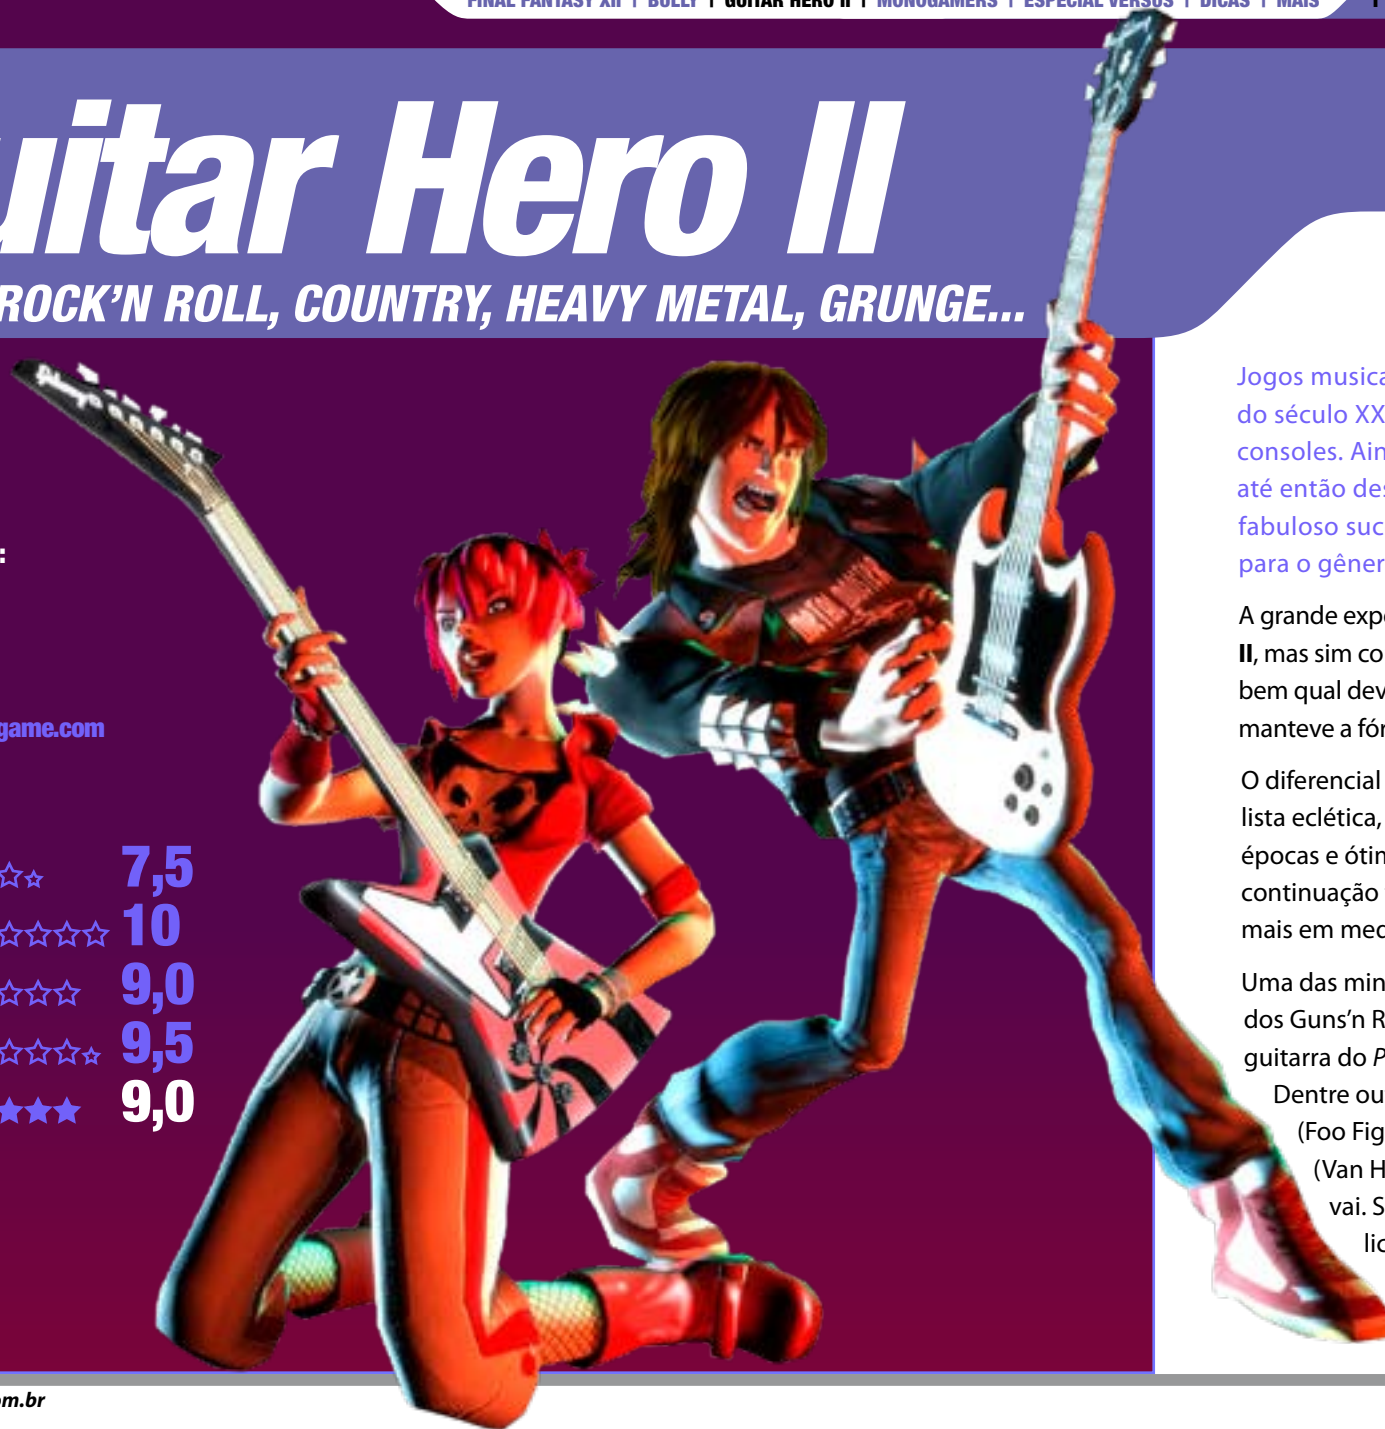 FINAL FANTASY XII | BULLY | GUITAR HERO II | MONOGAMERS | ESPECIAL VERSUS | DICAS | MAIS
uitar Hero II
ROCK’N ROLL, COUNTRY, HEAVY METAL, GRUNGE...
:
game.com
7,5
10
9,0
9,5
9,0
Jogos musica
do século XX
consoles. Ain
até então des
fabuloso suc
para o gêner
A grande expe
II, mas sim co
bem qual dev
manteve a fór
O diferencial
lista eclética,
épocas e ótim
continuação
mais em med
Uma das min
dos Guns’n R
guitarra do P
Dentre ou
(Foo Fig
(Van H
vai. S
lic
om.br